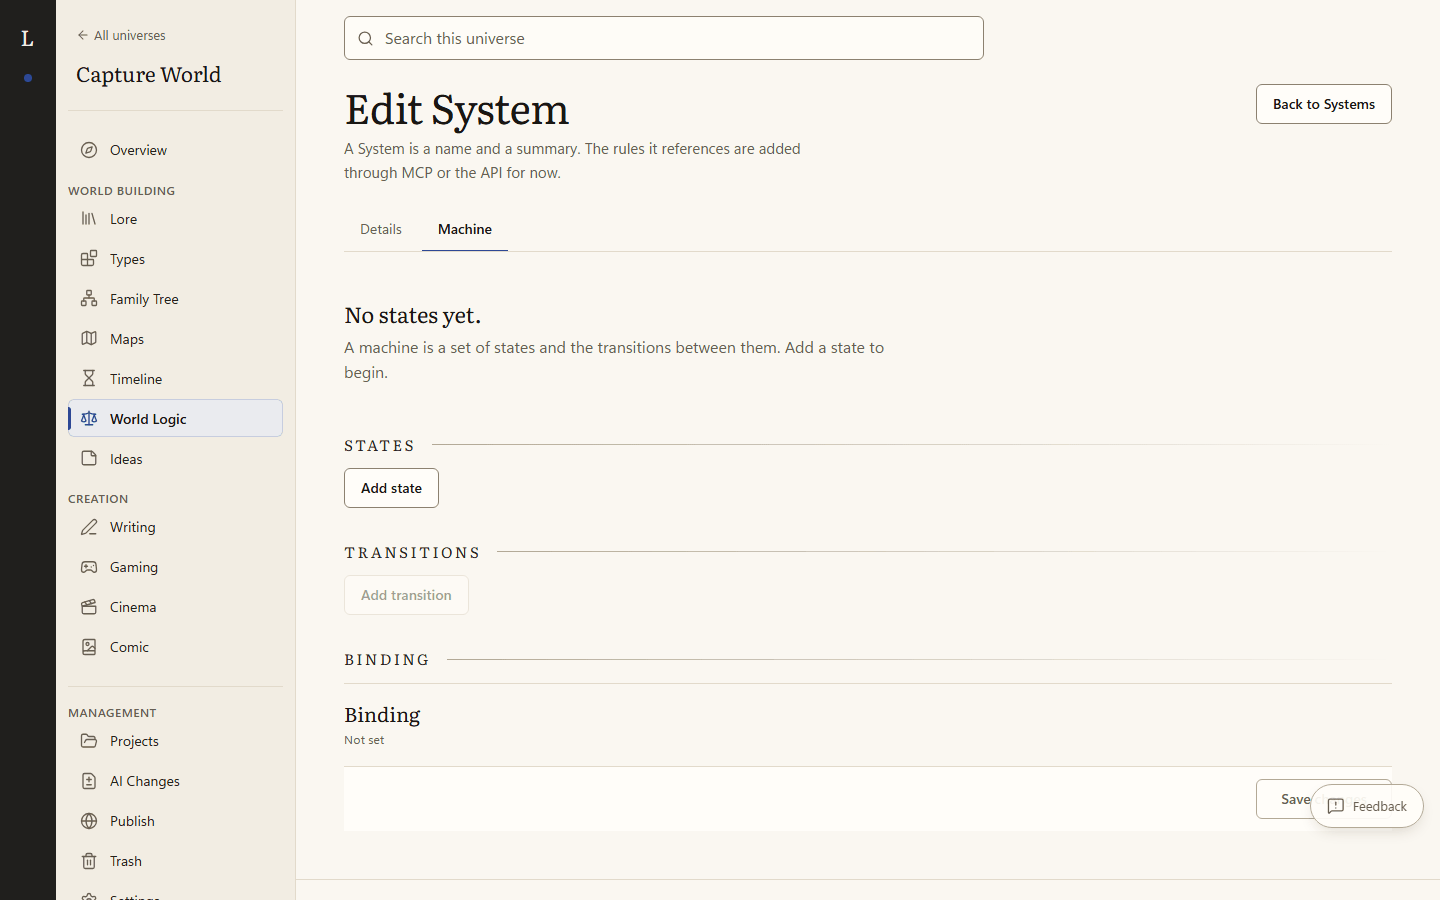 L
All universes
Capture World
Overview
WORLD BUILDING
Lore
Types
Family Tree
Maps
Timeline
World Logic
Ideas
CREATION
Writing
Gaming
Cinema
Comic
MANAGEMENT
Projects
AI Changes
Publish
Trash
Settings
Search this universe
Edit System
Back to Systems
A System is a name and a summary. The rules it references are added
through MCP or the API for now.
Details
Machine
No states yet.
A machine is a set of states and the transitions between them. Add a state to
begin.
STATES
Add state
TRANSITIONS
Add transition
BINDING
Binding
Not set
Save
Feedback